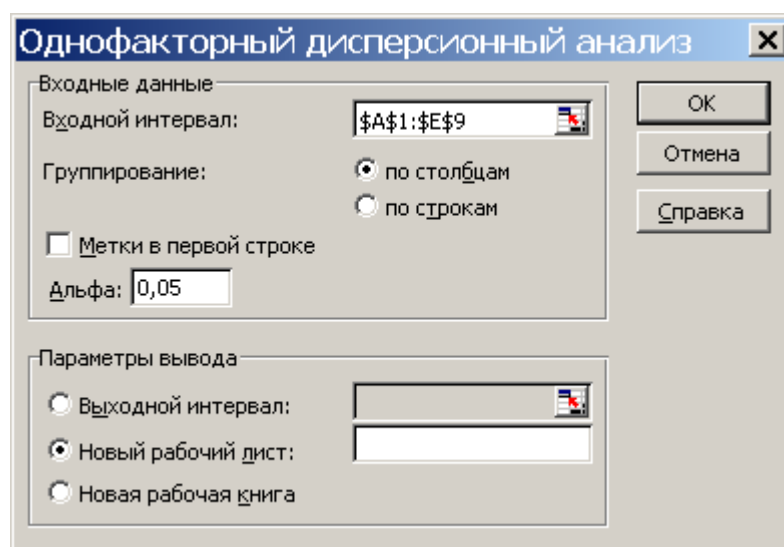 Однофакторный дисперсионный анализ
Входные данные
Входной интервал: $A$1:$E$9
Группирование: по столбцам
по строкам
Метки в первой строке
Альфа: 0,05
ОК
Отмена
Справка
Параметры вывода
Выходной интервал:
Новый рабочий лист:
Новая рабочая книга